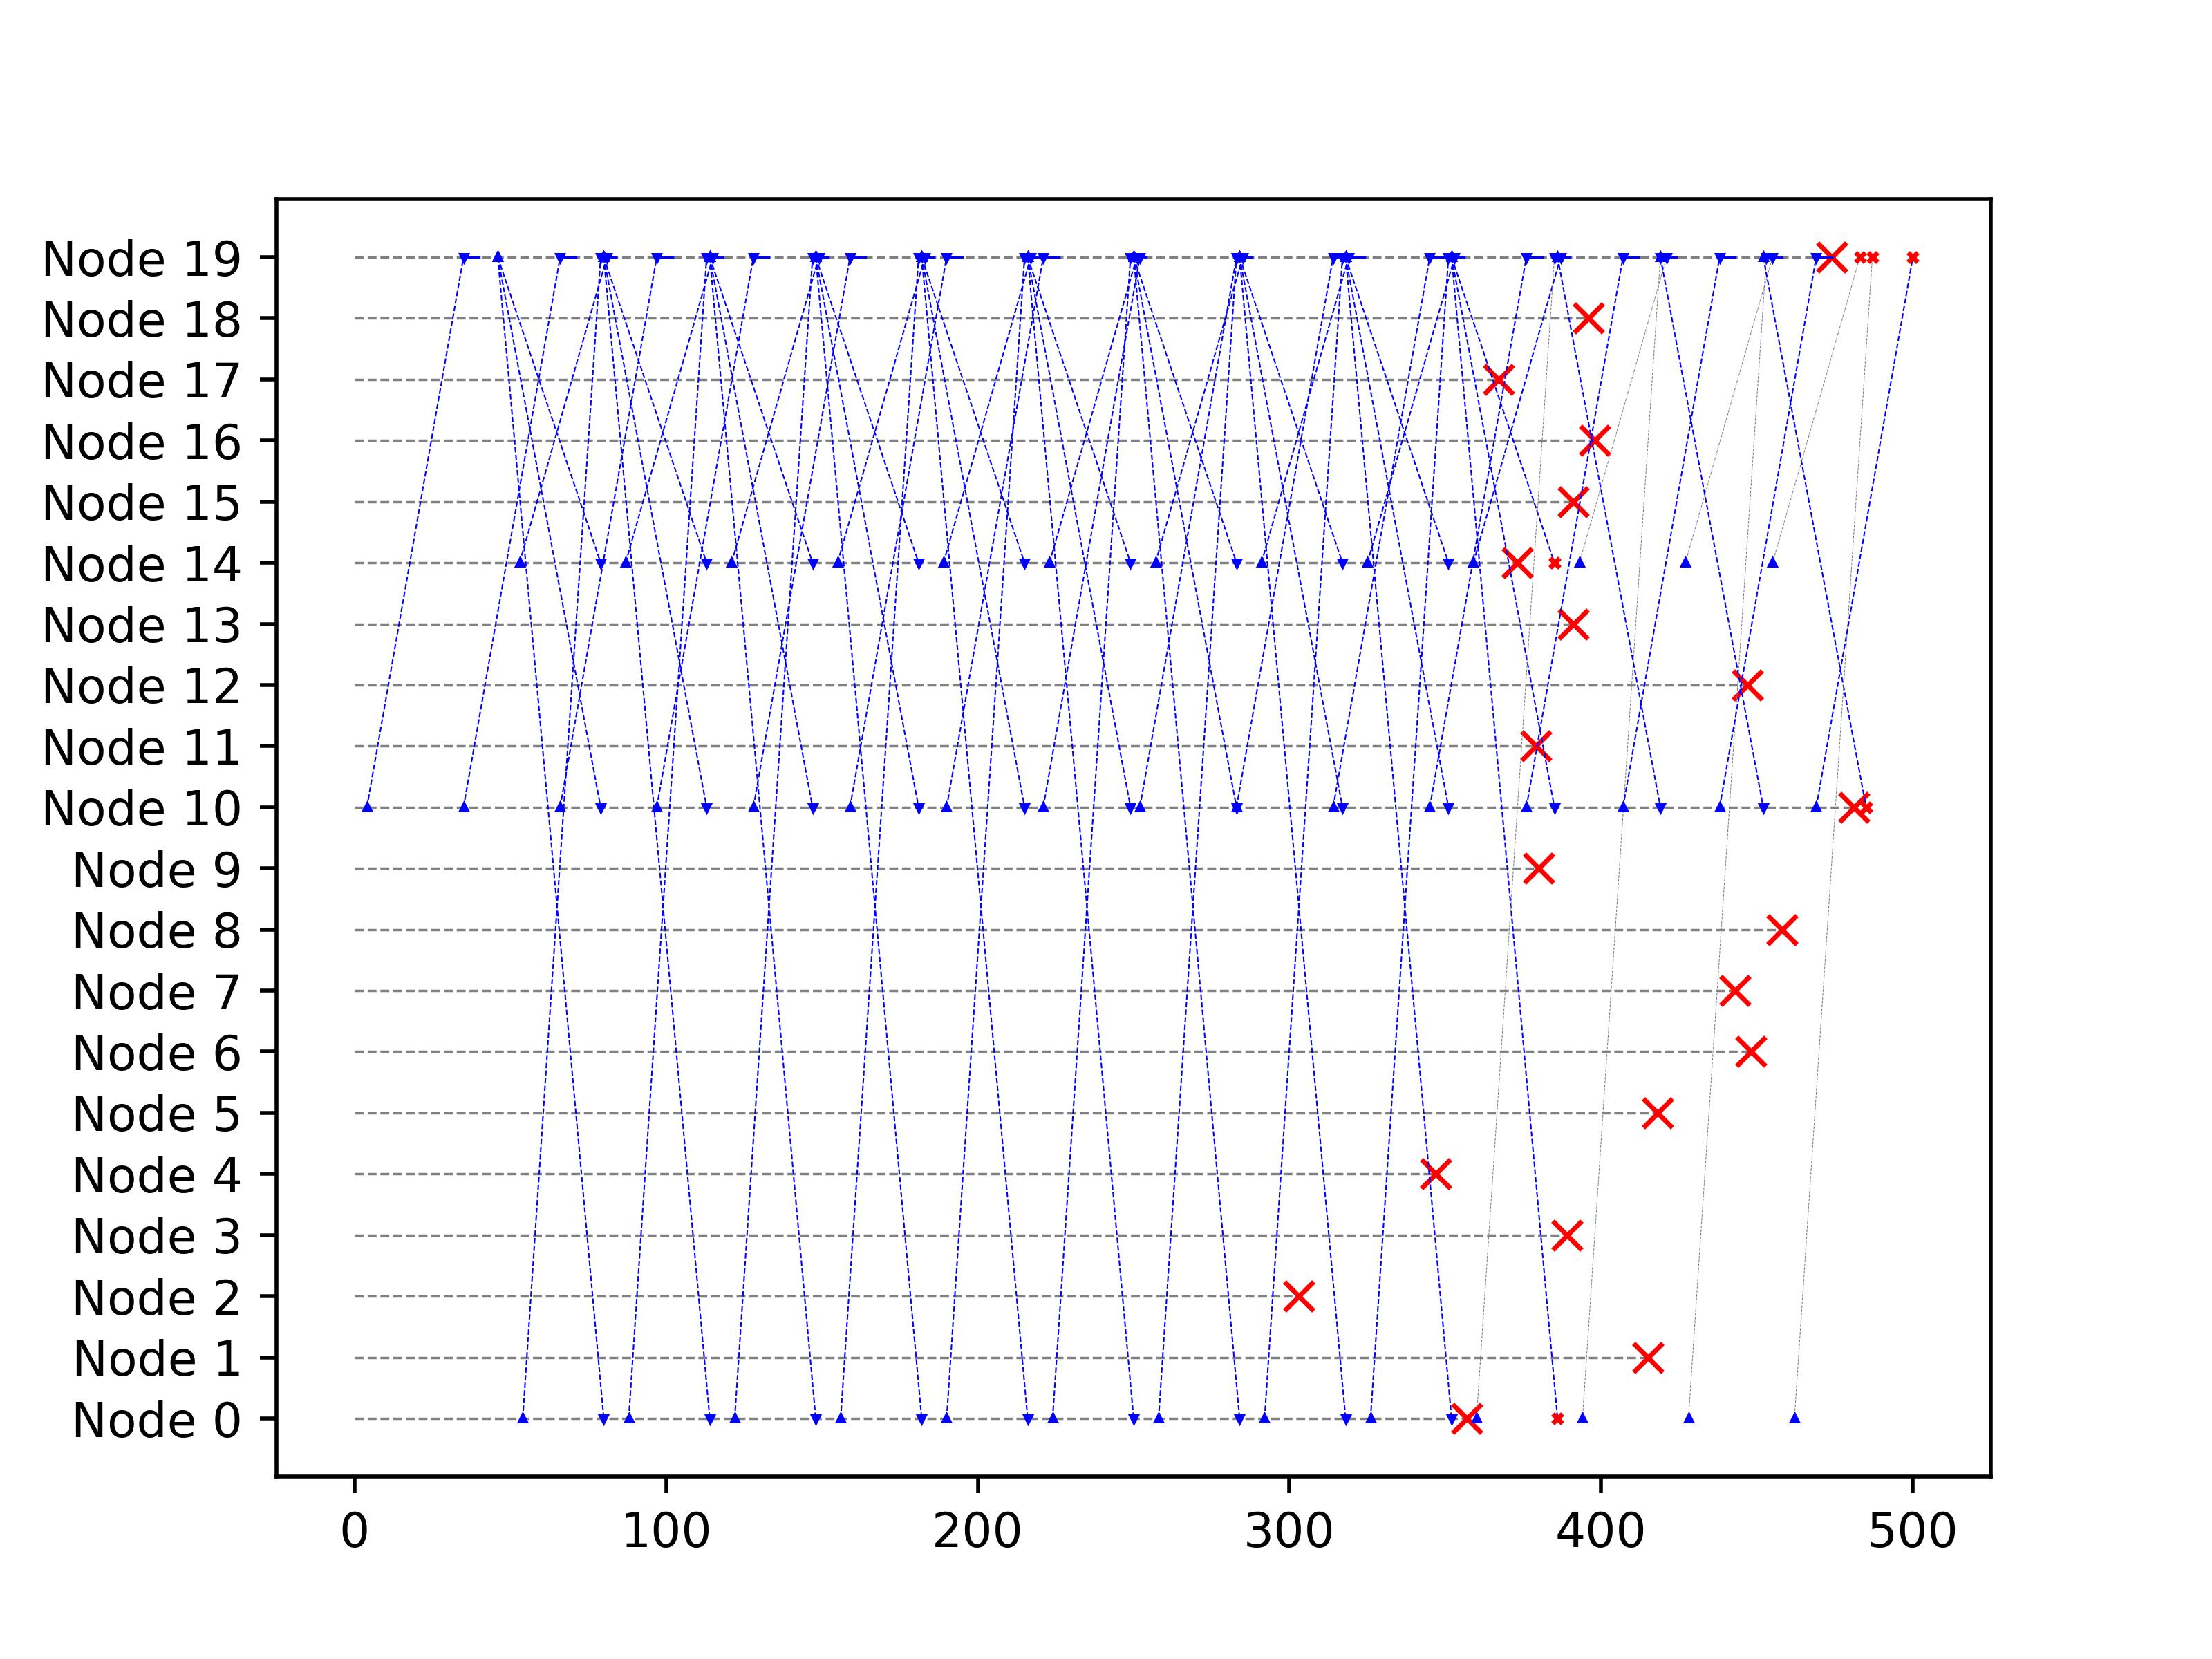 Node 19
Node 18
Node 17
Node 16
Node 15
Node 14
Node 13
Node 12
Node 11
Node 10
Node 9
Node 8
Node 7
Node 6
Node 5
Node 4
Node 3
Node 2
Node 1
Node 0
0 100 200 300 400 500